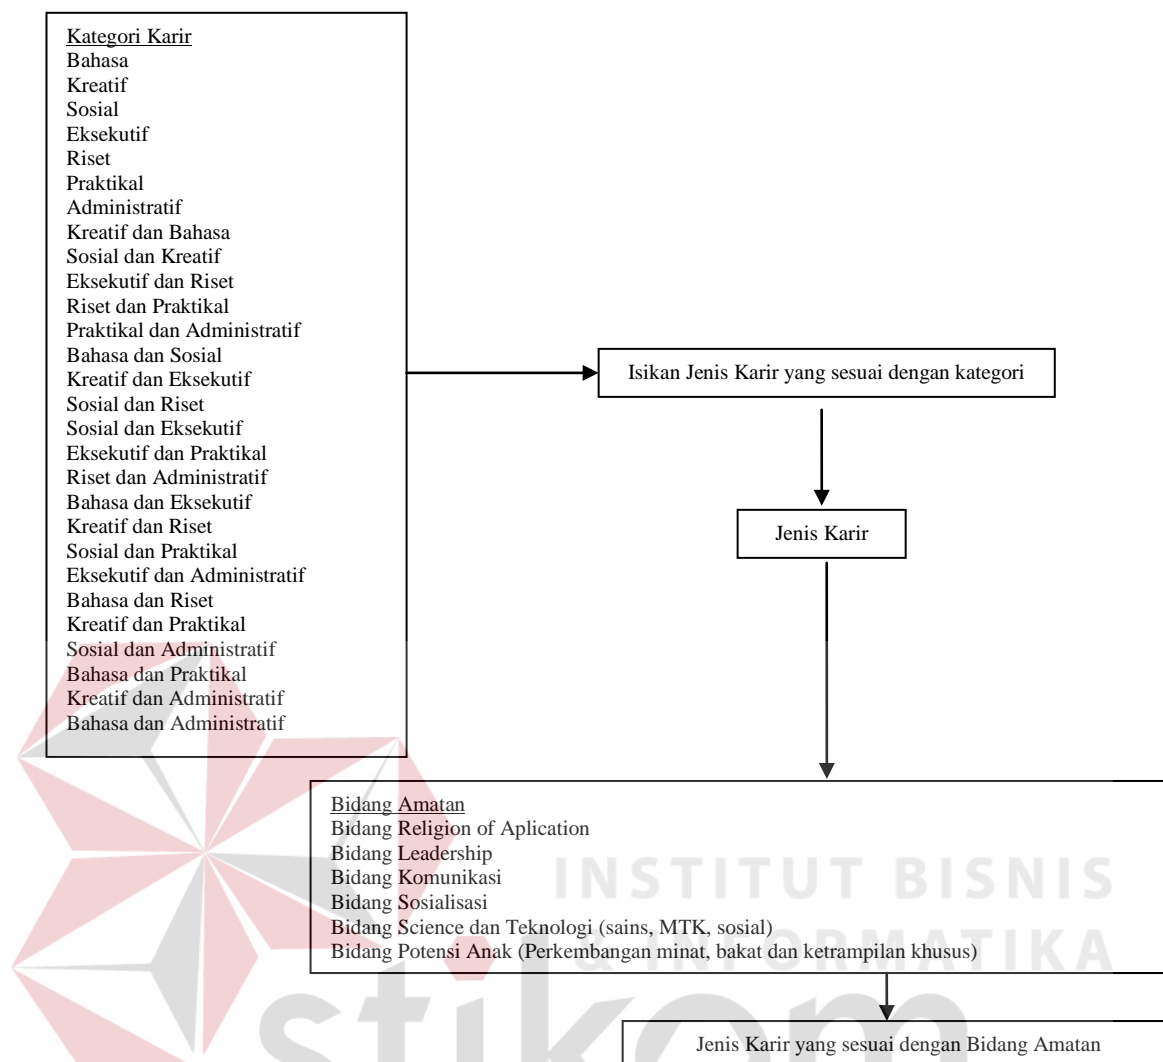 Kategori Karir
Bahasa
Kreatif
Sosial
Eksekutif
Riset
Praktikal
Administratif
Kreatif dan Bahasa
Sosial dan Kreatif
Eksekutif dan Riset
Riset dan Praktikal
Praktikal dan Administratif
Bahasa dan Sosial
Kreatif dan Eksekutif
Sosial dan Riset
Sosial dan Eksekutif
Eksekutif dan Praktikal
Riset dan Administratif
Bahasa dan Eksekutif
Kreatif dan Riset
Sosial dan Praktikal
Eksekutif dan Administratif
Bahasa dan Riset
Kreatif dan Praktikal
Sosial dan Administratif
Bahasa dan Praktikal
Kreatif dan Administratif
Bahasa dan Administratif
Isikan Jenis Karir yang sesuai dengan kategori
Jenis Karir
Bidang Amatan
Bidang Religion of Aplication
Bidang Leadership
Bidang Komunikasi
Bidang Sosialisasi
Bidang Science dan Teknologi (sains, MTK, sosial)
Bidang Potensi Anak (Perkembangan minat, bakat dan ketrampilan khusus)
INSTITUT BISNIS
& INFORMATIKA
stikom
Jenis Karir yang sesuai dengan Bidang Amatan